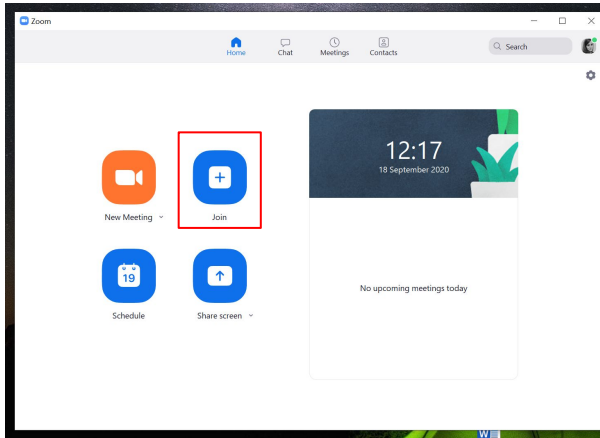 Zoom
Home
Chat
Meetings
Contacts
Search
12:17
18 September 2020
New Meeting
Join
19
Schedule
Share screen
No upcoming meetings today
W